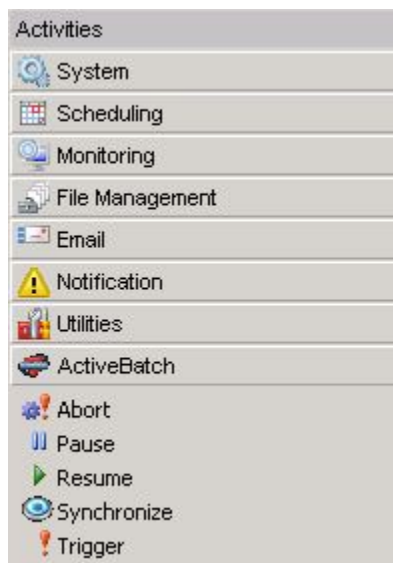 Activities
System
Scheduling
Monitoring
File Management
Email
Notification
Utilities
ActiveBatch
Abort
Pause
Resume
Synchronize
Trigger